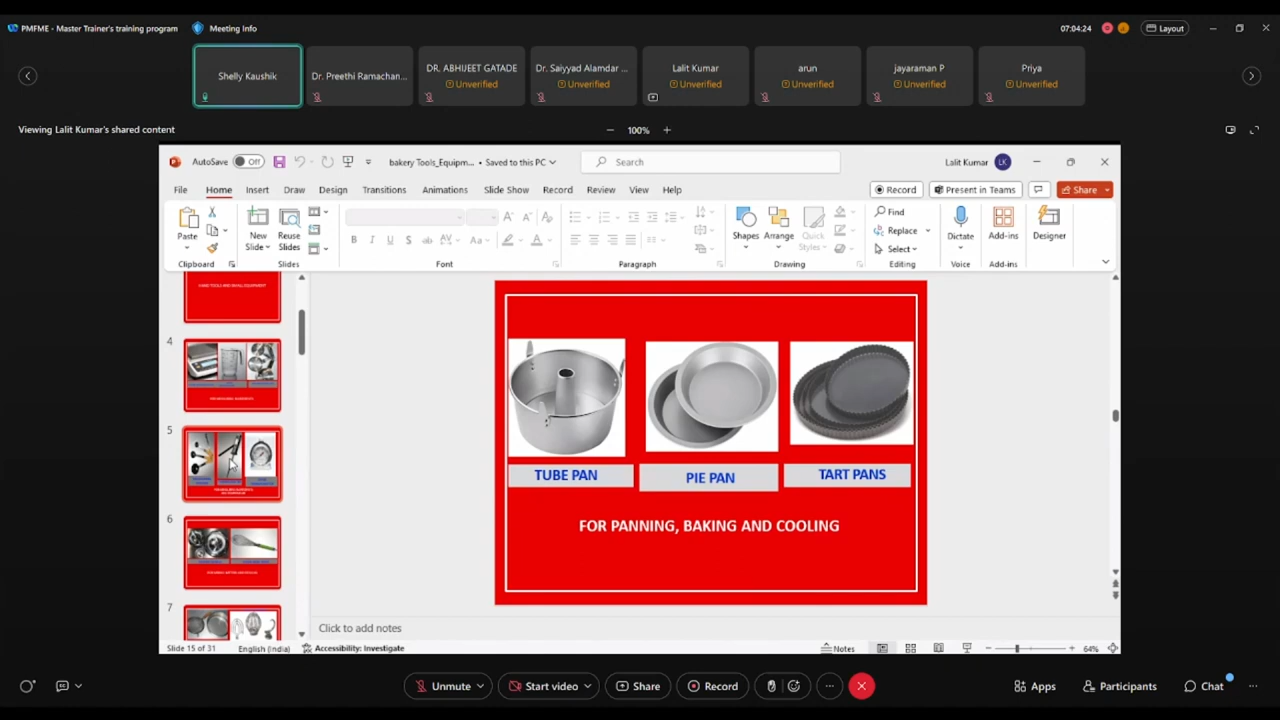 PMFME - Master Trainer's training program
Meeting Info
07:04:24
Layout
Shelly Kaushik
Dr. Preethi Ramachan...
DR. ABHIJEET GATADE
Unverified
Dr. Saiyyad Alamdar ...
Unverified
Lalit Kumar
Unverified
arun
Unverified
jayaraman P
Unverified
Priya
Unverified
Viewing Lalit Kumar's shared content
100%
AutoSave
Off
bakery Tools_Equipm... • Saved to this PC
Search
Lalit Kumar
LK
File
Home
Insert
Draw
Design
Transitions
Animations
Slide Show
Record
Review
View
Help
Record
Present in Teams
Share
Paste
New
Slide
Reuse
Slides
Shapes
Arrange
Quick
Styles
Find
Replace
Select
Dictate
Add-ins
Designer
Clipboard
Slides
Font
Paragraph
Drawing
Editing
Voice
Add-ins
4
5
6
7
TUBE PAN
PIE PAN
TART PANS
FOR PANNING, BAKING AND COOLING
Click to add notes
Slide 15 of 31
English (India)
Accessibility: Investigate
Notes
64%
Unmute
Start video
Share
Record
Apps
Participants
Chat